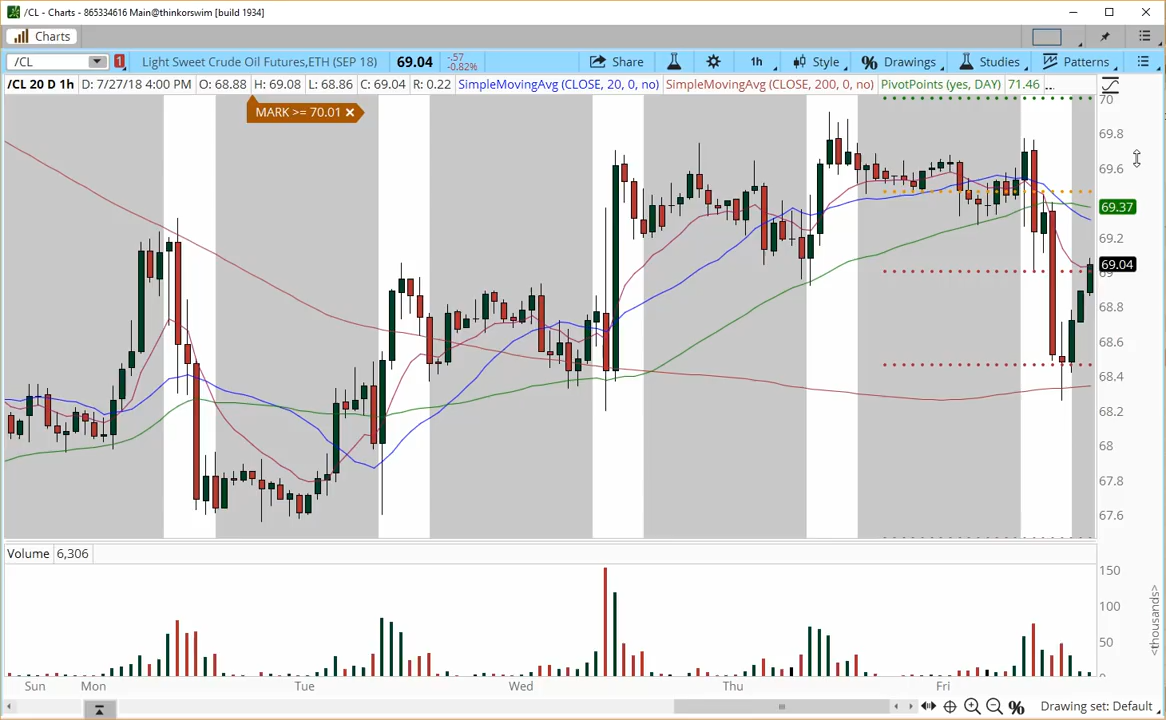 /CL - Charts - 865334616 Main@thinkorswim [build 1934]
Charts
/CL 1 Light Sweet Crude Oil Futures,ETH (SEP 18) 69.04 -.57 -0.82% Share 1h Style Drawings Studies Patterns
/CL 20 D 1h D: 7/27/18 4:00 PM O: 68.88 H: 69.08 L: 68.86 C: 69.04 R: 0.22 SimpleMovingAvg (CLOSE, 20, 0, no) SimpleMovingAvg (CLOSE, 200, 0, no) PivotPoints (yes, DAY) 71.46 ...
MARK >= 70.01 ×
70
69.8
69.6
69.37
69.2
69.04
69
68.8
68.6
68.4
68.2
68
67.8
67.6
Volume 6,306
150
100
50
<thousands>
Sun Mon Tue Wed Thu Fri
Drawing set: Default